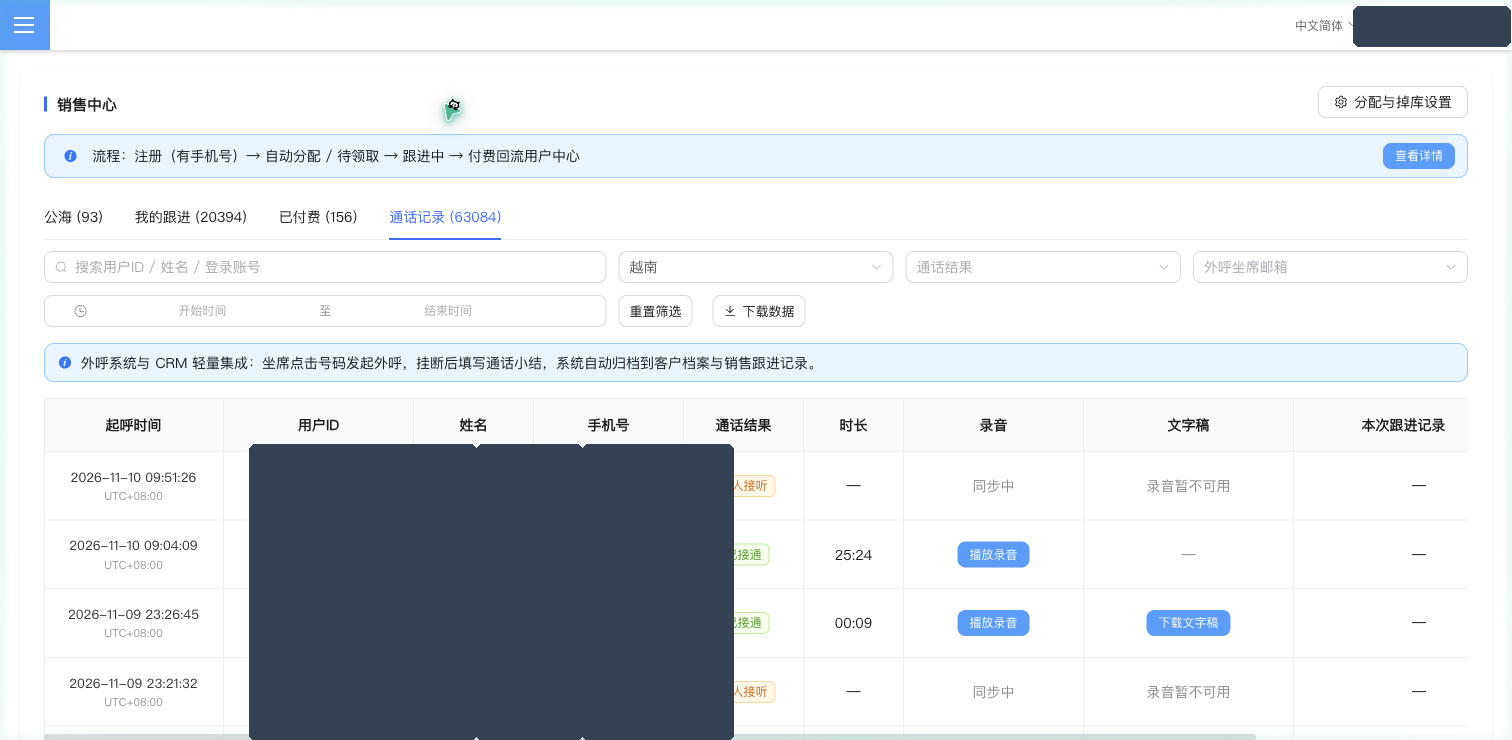 中文简体
销售中心
分配与掉库设置
流程：注册（有手机号）→ 自动分配 / 待领取 → 跟进中 → 付费回流用户中心
查看详情
公海 (93) 我的跟进 (20394) 已付费 (156) 通话记录 (63084)
搜索用户ID / 姓名 / 登录账号 越南 通话结果 外呼坐席邮箱
开始时间 至 结束时间 重置筛选 下载数据
外呼系统与 CRM 轻量集成：坐席点击号码发起外呼，挂断后填写通话小结，系统自动归档到客户档案与销售跟进记录。
起呼时间 用户ID 姓名 手机号 通话结果 时长 录音 文字稿 本次跟进记录
2026-11-10 09:51:26 人接听 — 同步中 录音暂不可用 —
UTC+08:00
2026-11-10 09:04:09 接通 25:24 播放录音 — —
UTC+08:00
2026-11-09 23:26:45 接通 00:09 播放录音 下载文字稿 —
UTC+08:00
2026-11-09 23:21:32 人接听 — 同步中 录音暂不可用 —
UTC+08:00